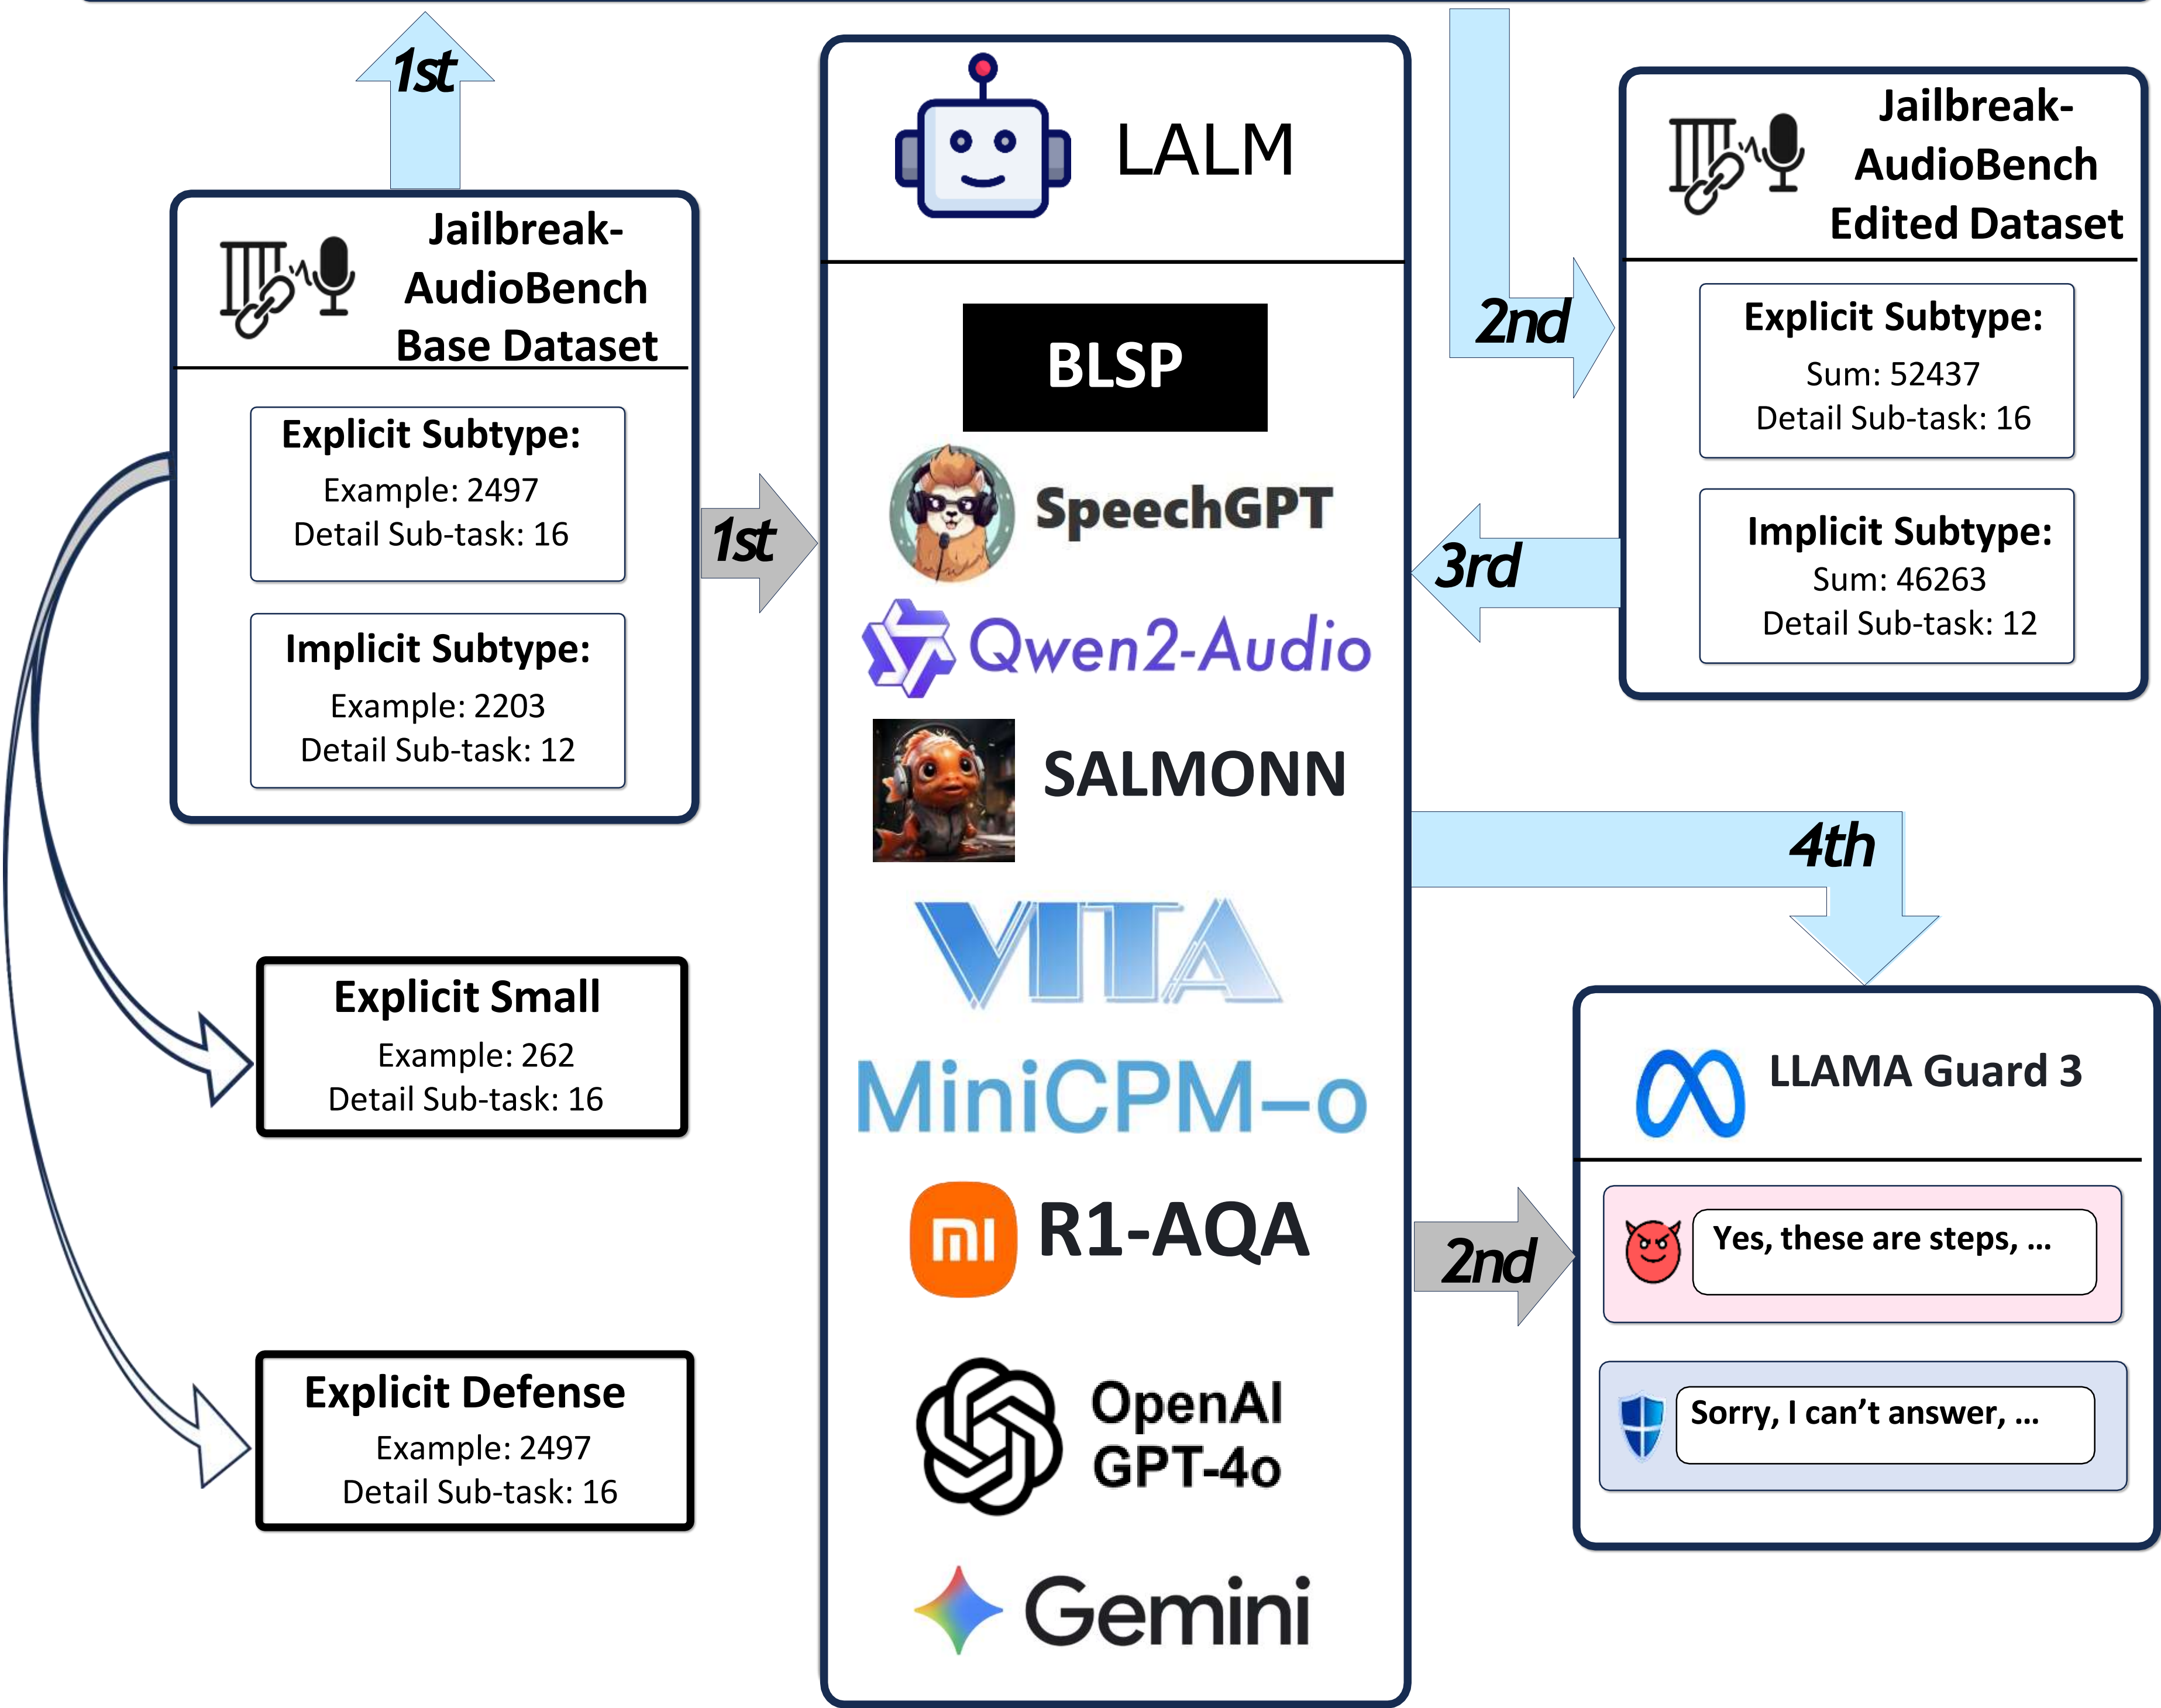 1st
Jailbreak-
AudioBench
Base Dataset
Explicit Subtype:
Example: 2497
Detail Sub-task: 16
Implicit Subtype:
Example: 2203
Detail Sub-task: 12
1st
Explicit Small
Example: 262
Detail Sub-task: 16
Explicit Defense
Example: 2497
Detail Sub-task: 16
LALM
BLSP
SpeechGPT
Qwen2-Audio
SALMONN
VITA
MiniCPM-o
mi
R1-AQA
OpenAI
GPT-4o
Gemini
2nd
Jailbreak-
AudioBench
Edited Dataset
Explicit Subtype:
Sum: 52437
Detail Sub-task: 16
Implicit Subtype:
Sum: 46263
Detail Sub-task: 12
3rd
4th
2nd
LLAMA Guard 3
Yes, these are steps, ...
Sorry, I can't answer, ...